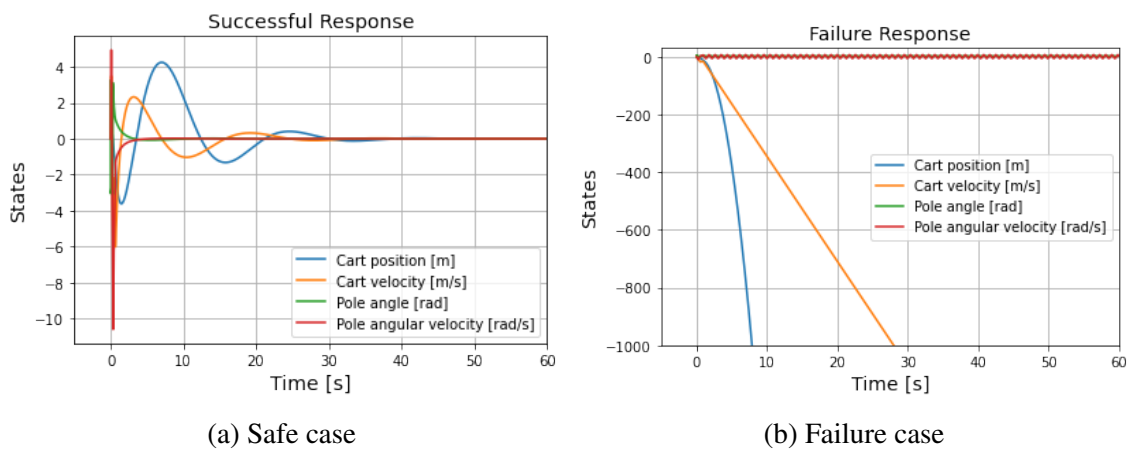 Successful Response
States
4
2
0
−2
−4
−6
−8
−10
Cart position [m]
Cart velocity [m/s]
Pole angle [rad]
Pole angular velocity [rad/s]
0
10
20
30
40
50
60
Time [s]
(a) Safe case
Failure Response
States
0
−200
−400
−600
−800
−1000
Cart position [m]
Cart velocity [m/s]
Pole angle [rad]
Pole angular velocity [rad/s]
0
10
20
30
40
50
60
Time [s]
(b) Failure case